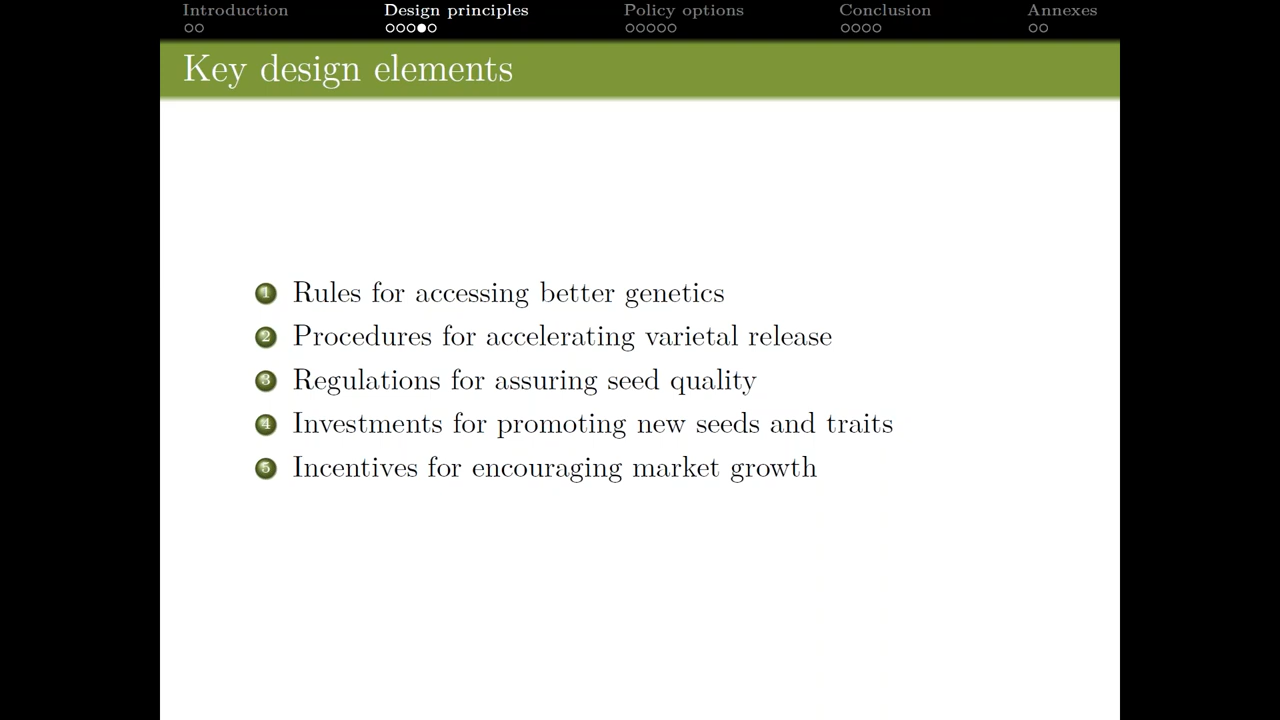 Introduction Design principles Policy options Conclusion Annexes
Key design elements
1 Rules for accessing better genetics
2 Procedures for accelerating varietal release
3 Regulations for assuring seed quality
4 Investments for promoting new seeds and traits
5 Incentives for encouraging market growth